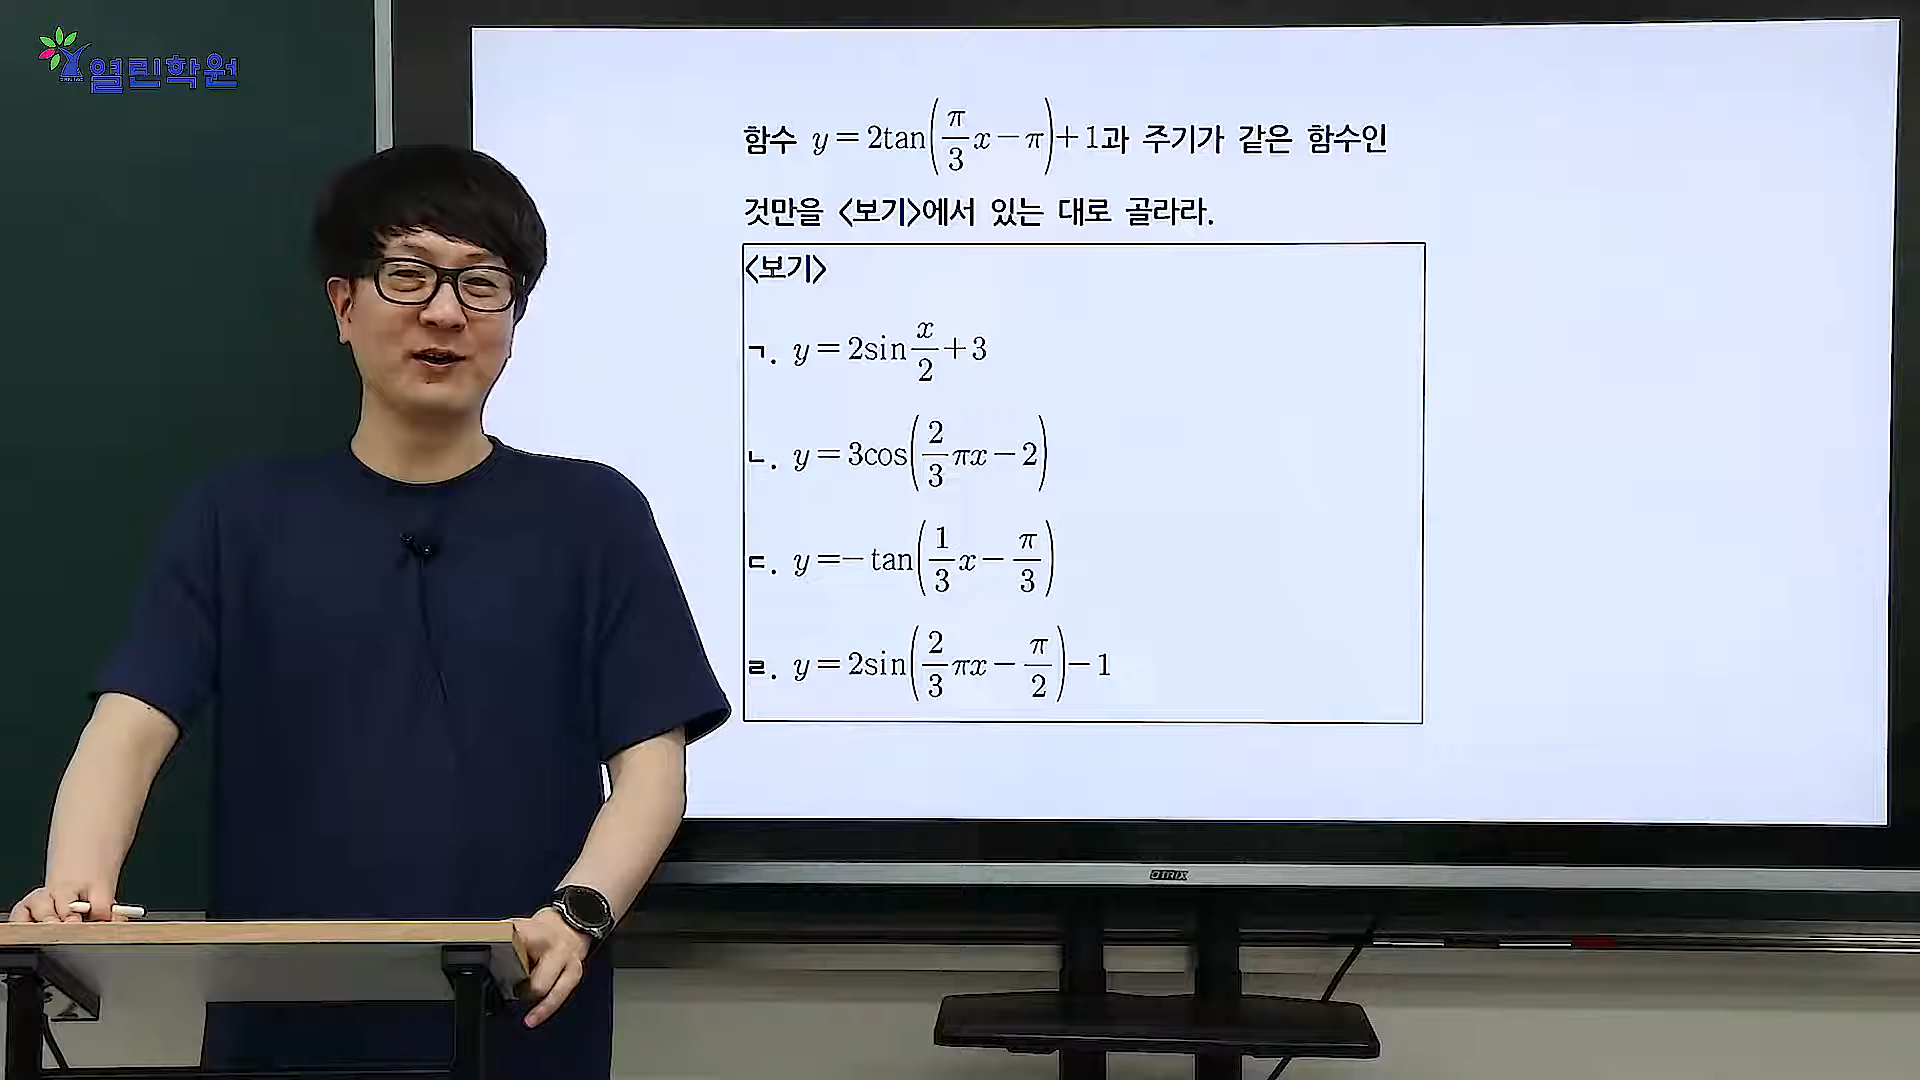 열린학원
함수 y=2tan(π/3 x−π)+1과 주기가 같은 함수인
것만을 <보기>에서 있는 대로 골라라.
<보기>
ㄱ. y=2sin x/2+3
ㄴ. y=3cos(2/3 πx−2)
ㄷ. y=−tan(1/3 x−π/3)
ㄹ. y=2sin(2/3 πx−π/2)−1